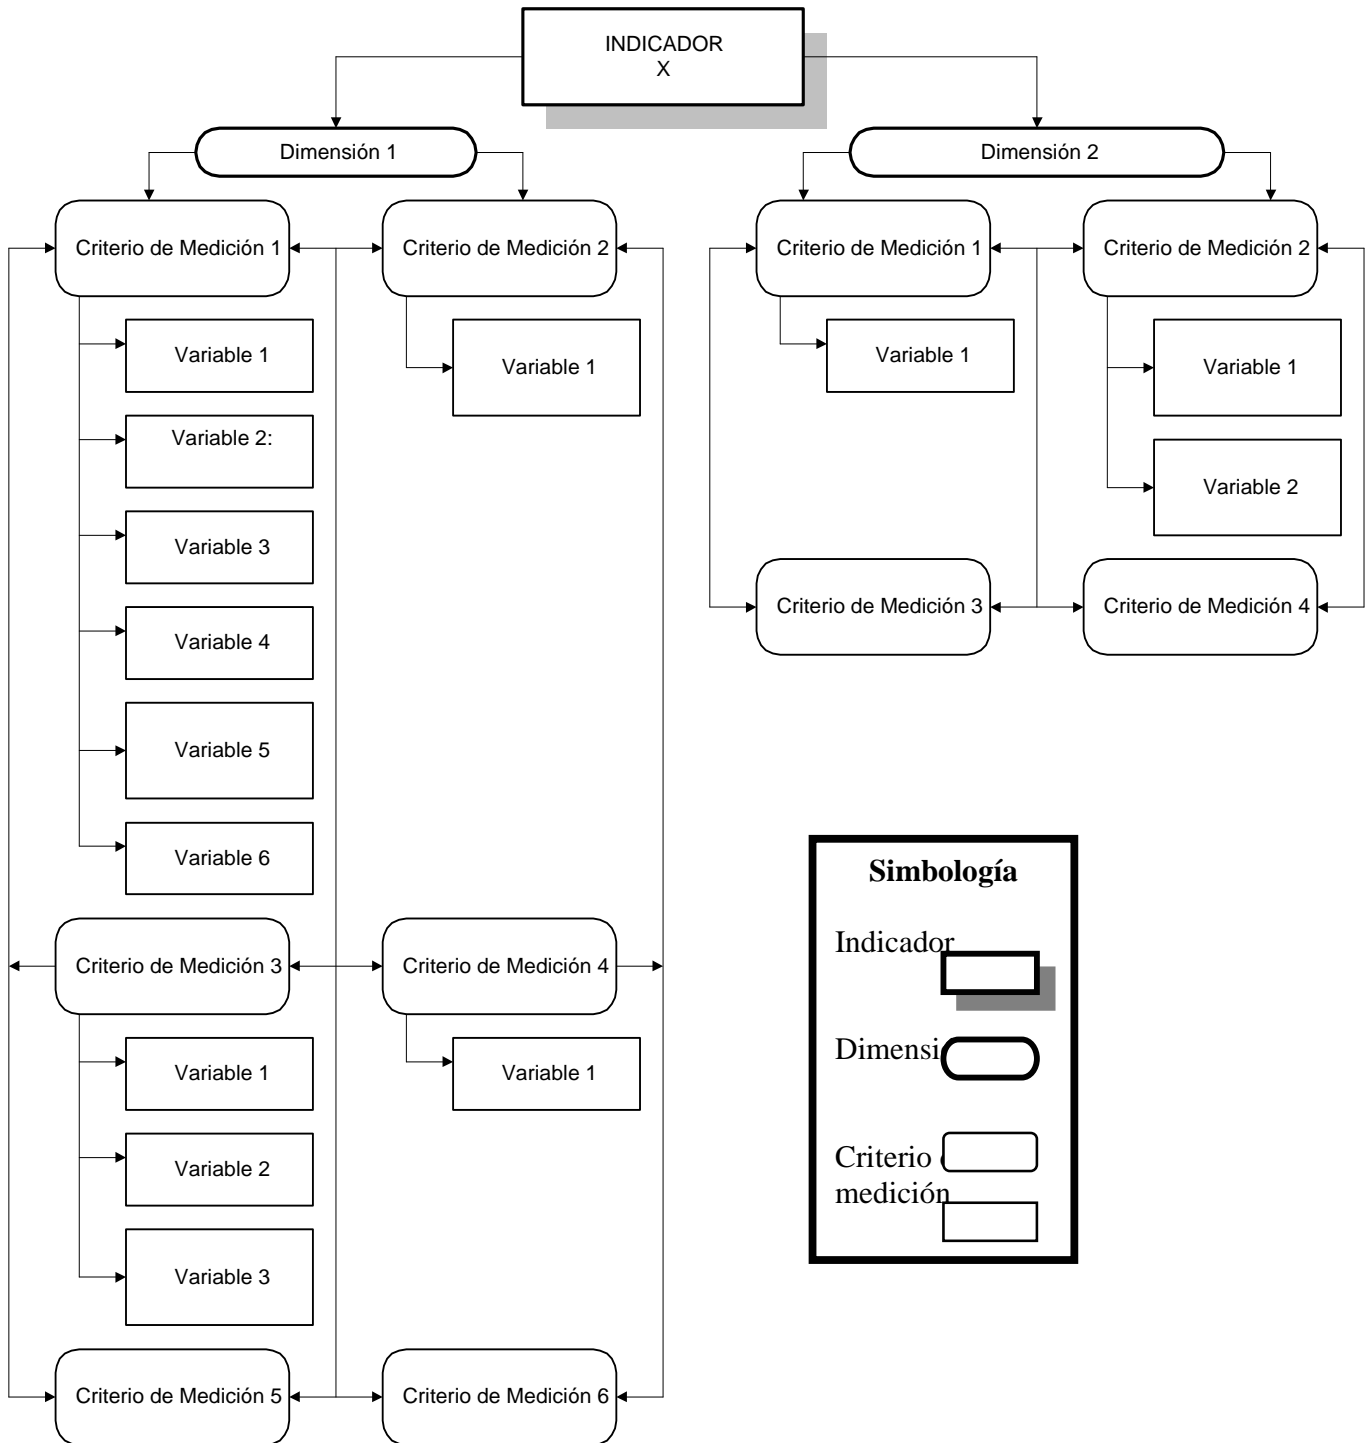 INDICADOR
X
Dimensión 1
Dimensión 2
Criterio de Medición 1
Criterio de Medición 2
Criterio de Medición 1
Criterio de Medición 2
Variable 1
Variable 1
Variable 1
Variable 1
Variable 2:
Variable 2
Variable 3
Criterio de Medición 3
Criterio de Medición 4
Variable 4
Variable 5
Variable 6
Criterio de Medición 3
Criterio de Medición 4
Variable 1
Variable 1
Variable 2
Variable 3
Criterio de Medición 5
Criterio de Medición 6
Simbología
Indicador
Dimensi
Criterio
medición